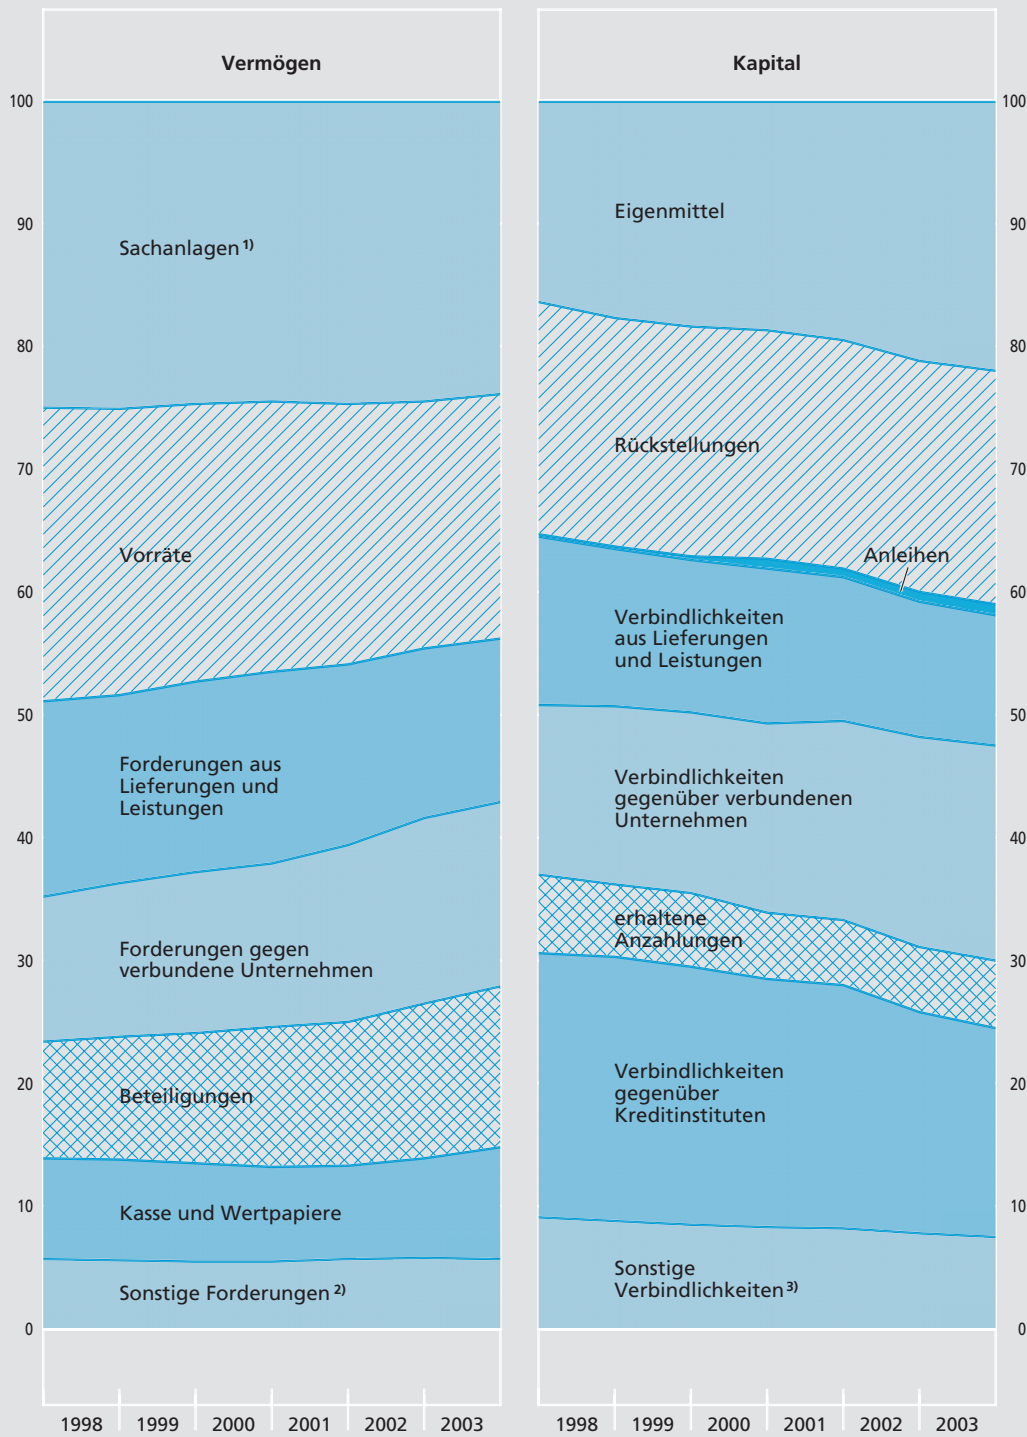 Vermögen
100
90
80
70
60
50
40
30
20
10
0
Sachanlagen 1)
Vorräte
Forderungen aus
Lieferungen und
Leistungen
Forderungen gegen
verbundene Unternehmen
Beteiligungen
Kasse und Wertpapiere
Sonstige Forderungen 2)
1998 1999 2000 2001 2002 2003
Kapital
Eigenmittel
Rückstellungen
Anleihen
Verbindlichkeiten
aus Lieferungen
und Leistungen
Verbindlichkeiten
gegenüber verbundenen
Unternehmen
erhaltene
Anzahlungen
Verbindlichkeiten
gegenüber
Kreditinstituten
Sonstige
Verbindlichkeiten 3)
100
90
80
70
60
50
40
30
20
10
0
1998 1999 2000 2001 2002 2003